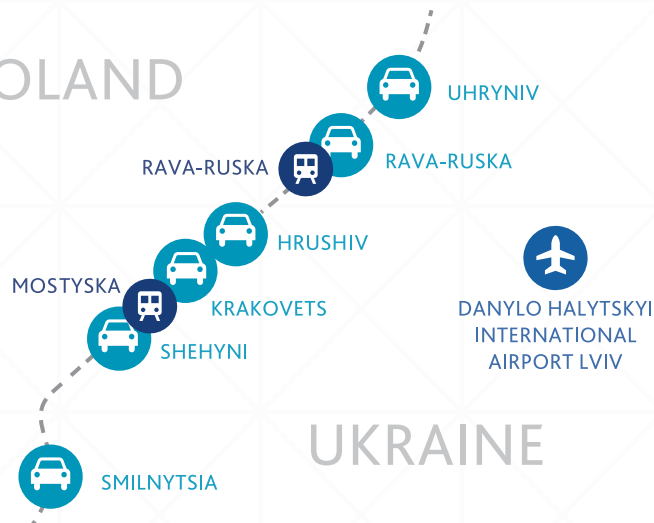 OLAND
UHRYNIV
RAVA-RUSKA
RAVA-RUSKA
HRUSHIV
MOSTYSKA
KRAKOVETS
DANYLO HALYTSKYI
INTERNATIONAL
AIRPORT LVIV
SHEHYNI
UKRAINE
SMILNYTSIA